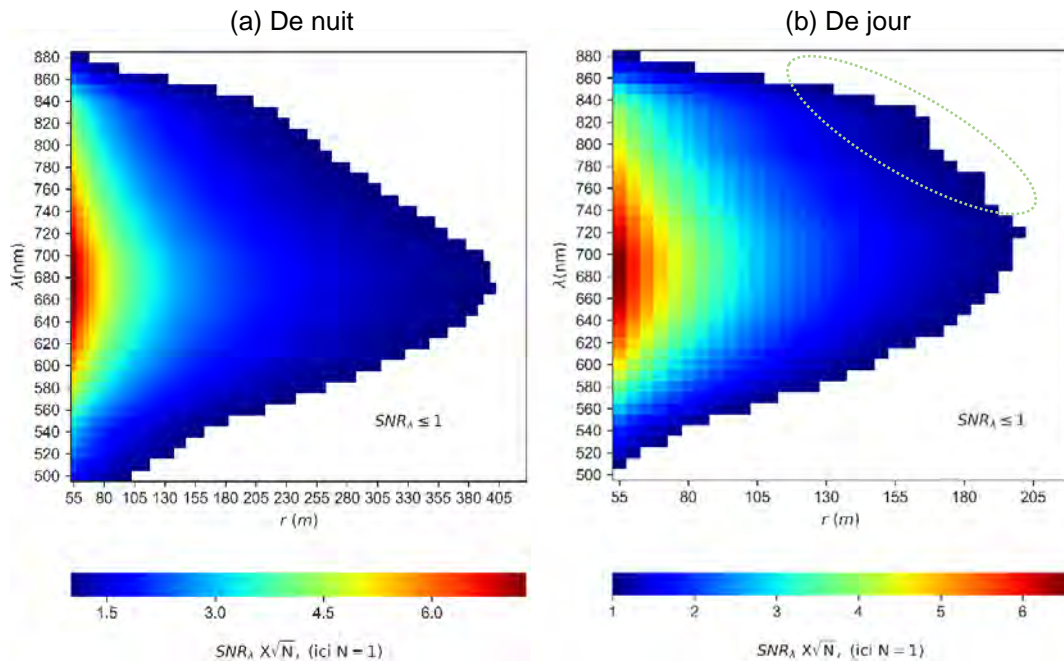 (a) De nuit
880
860
840
820
800
780
760
740
720
700
680
660
640
620
600
580
560
540
520
500
λ(nm)
55 80 105 130 155 180 205 230 255 280 305 330 355 380 405
r (m)
SNRλ ≤ 1
1.5 3.0 4.5 6.0
SNRλ X√N, (ici N = 1)
(b) De jour
880
860
840
820
800
780
760
740
720
700
680
660
640
620
600
580
560
540
520
500
λ(nm)
55 80 105 130 155 180 205
r (m)
SNRλ ≤ 1
1 2 3 4 5 6
SNRλ X√N, (ici N = 1)